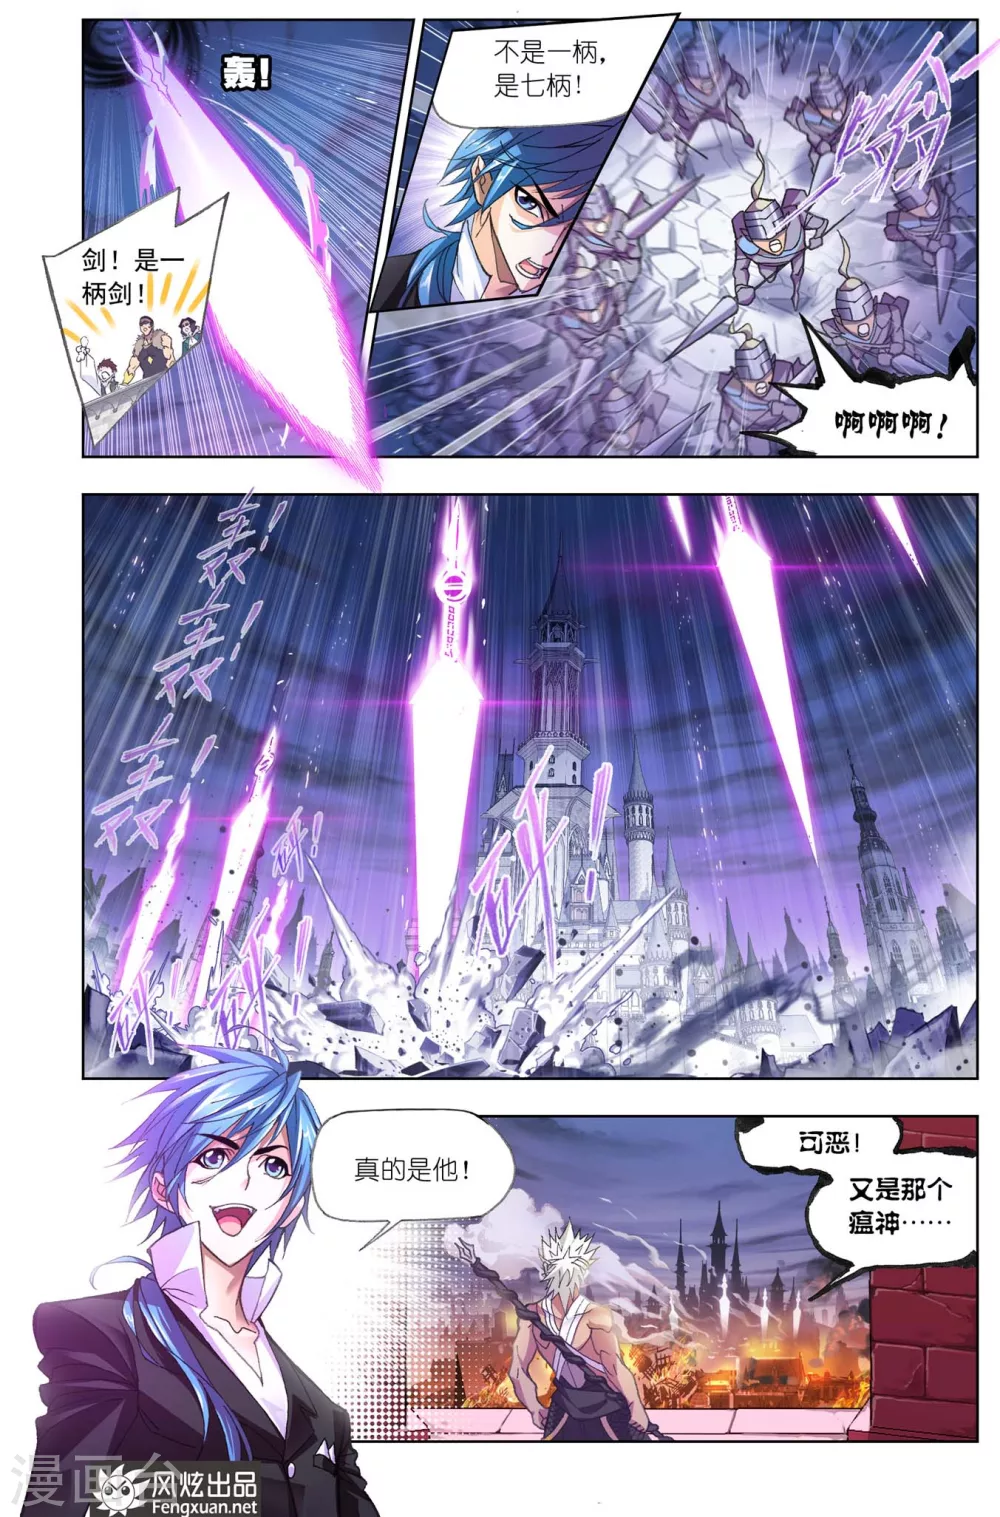 轰!
剑! 是一
柄剑!
不是一柄,
是七柄!
啊啊啊!
轰!
轰!
轰!
砰!
砰!
砰!
砰!
真的是他!
可恶!
又是那个
瘟神……
漫画台
风炫出品
Fengxuan.net